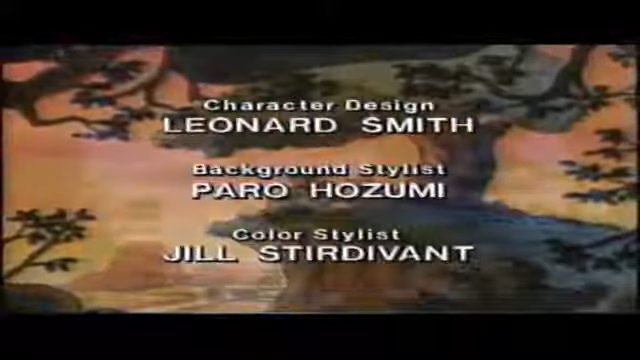 Character Design
LEONARD SMITH
Background Stylist
PARO HOZUMI
Color Stylist
JILL STIRDIVANT